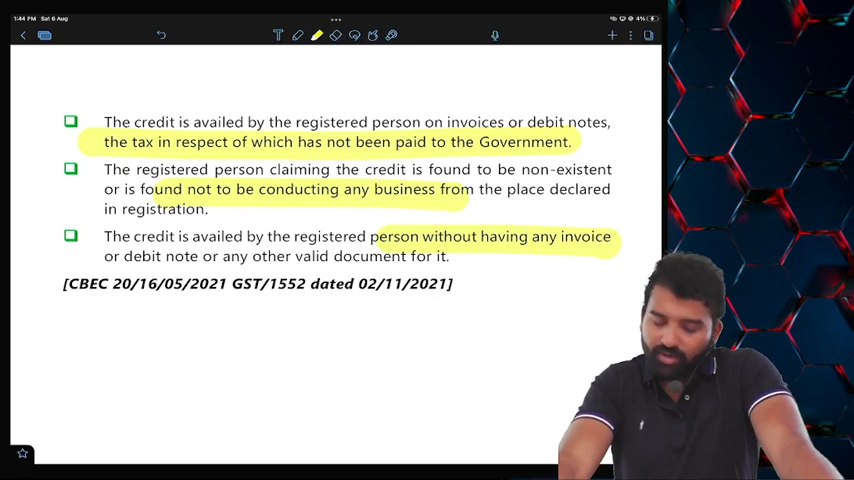 1:44 PM Sat 6 Aug
4%
The credit is availed by the registered person on invoices or debit notes,
the tax in respect of which has not been paid to the Government.
The registered person claiming the credit is found to be non-existent
or is found not to be conducting any business from the place declared
in registration.
The credit is availed by the registered person without having any invoice
or debit note or any other valid document for it.
[CBEC 20/16/05/2021 GST/1552 dated 02/11/2021]